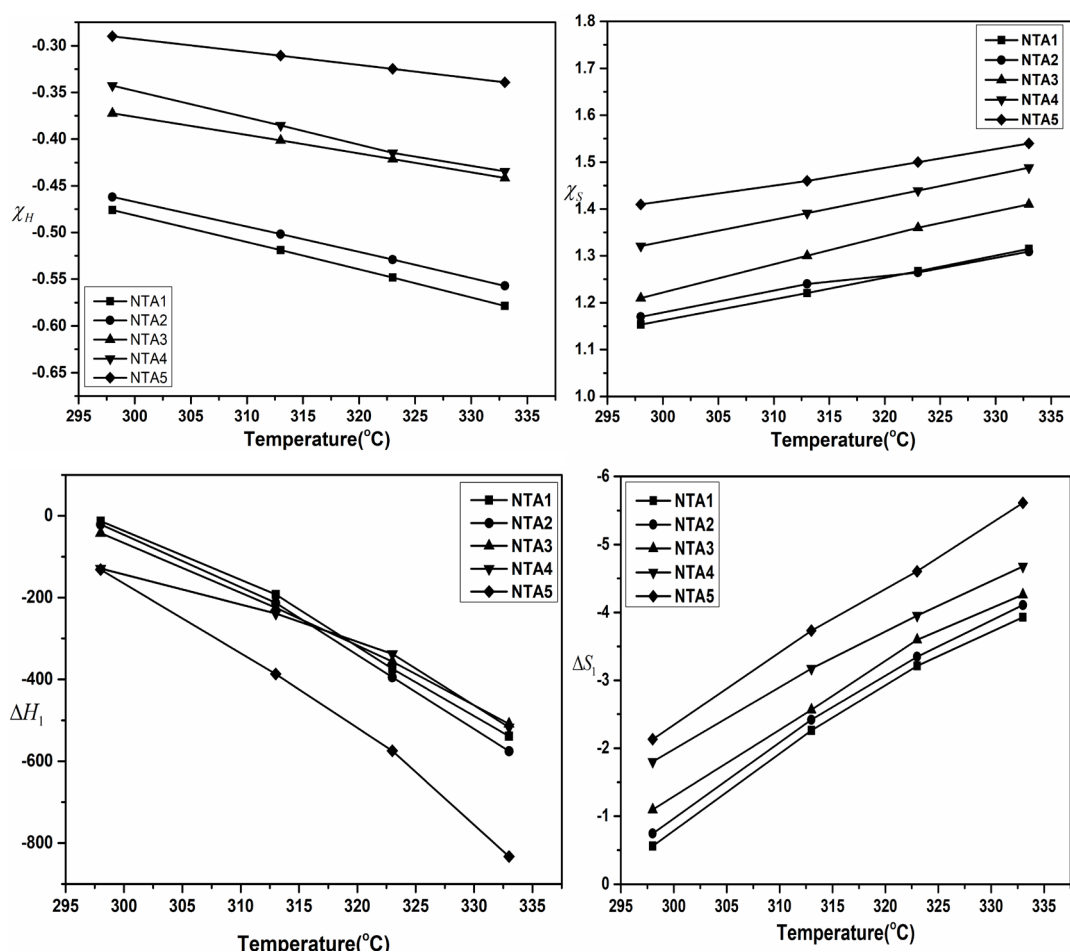 -0.30
-0.35
-0.40
-0.45
-0.50
-0.55
-0.60
-0.65
χH
NTA1
NTA2
NTA3
NTA4
NTA5
295 300 305 310 315 320 325 330 335
Temperature(oC)
1.8
1.7
1.6
1.5
1.4
1.3
1.2
1.1
1.0
χS
NTA1
NTA2
NTA3
NTA4
NTA5
295 300 305 310 315 320 325 330 335
Temperature(oC)
0
-200
-400
-600
-800
ΔH1
NTA1
NTA2
NTA3
NTA4
NTA5
295 300 305 310 315 320 325 330 335
Temperature(oC)
-6
-5
-4
-3
-2
-1
0
ΔS1
NTA1
NTA2
NTA3
NTA4
NTA5
295 300 305 310 315 320 325 330 335
Temperature(oC)